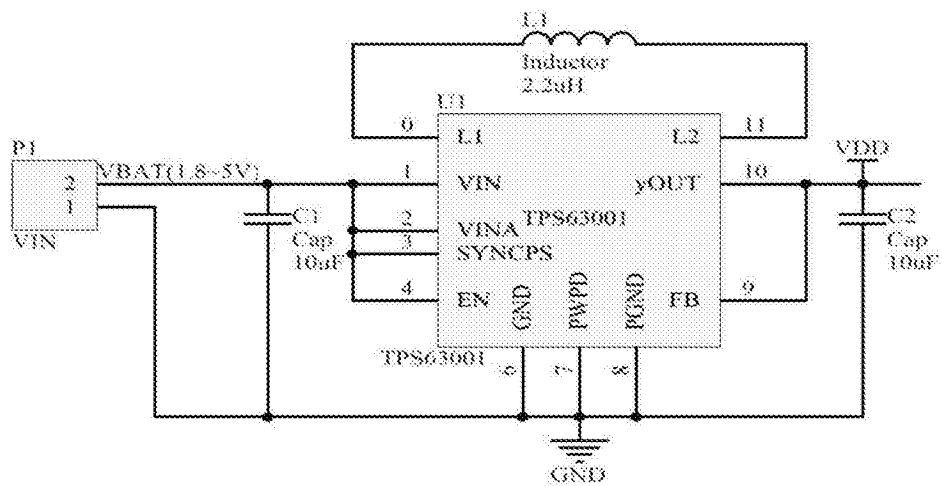 L1
Inductor
2.2uH
U1
0
L1
L2
11
P1
VBAT(1.8~5V)
VDD
2
1
VIN
1
VIN
yOUT
10
2
VINA
TPS63001
3
SYNCPS
C1
Cap
10uF
C2
Cap
10uF
4
EN
GND
PWPD
PGND
FB
9
TPS63001
6
7
8
GND